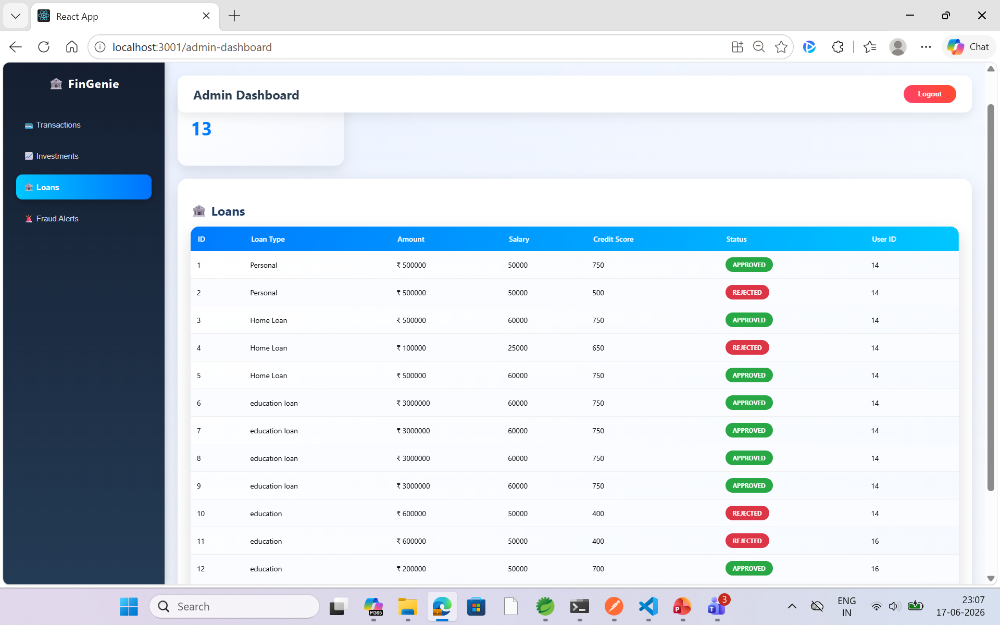 React App
localhost:3001/admin-dashboard
Chat
FinGenie
Transactions
Investments
Loans
Fraud Alerts
Admin Dashboard
Logout
13
Loans
ID Loan Type Amount Salary Credit Score Status User ID
1 Personal ₹ 500000 50000 750 APPROVED 14
2 Personal ₹ 500000 50000 500 REJECTED 14
3 Home Loan ₹ 500000 60000 750 APPROVED 14
4 Home Loan ₹ 100000 25000 650 REJECTED 14
5 Home Loan ₹ 500000 60000 750 APPROVED 14
6 education loan ₹ 3000000 60000 750 APPROVED 14
7 education loan ₹ 3000000 60000 750 APPROVED 14
8 education loan ₹ 3000000 60000 750 APPROVED 14
9 education loan ₹ 3000000 60000 750 APPROVED 14
10 education ₹ 600000 50000 400 REJECTED 14
11 education ₹ 600000 50000 400 REJECTED 16
12 education ₹ 200000 50000 700 APPROVED 16
Search
M365
P
T
3
ENG
IN
23:07
17-06-2026